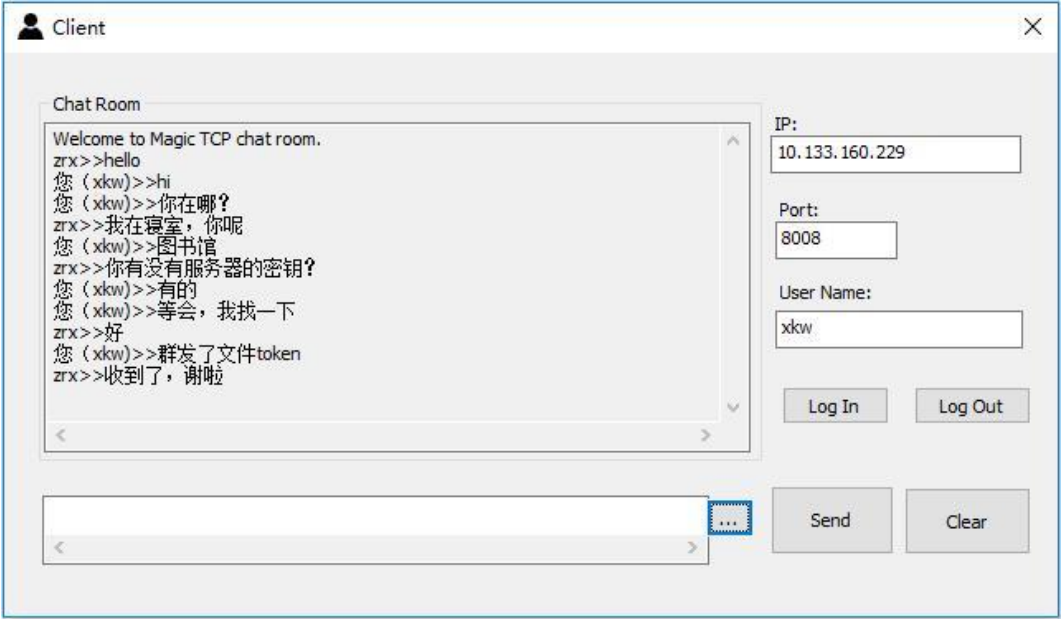 Client
Chat Room
Welcome to Magic TCP chat room.
zrx>>hello
您（xkw)>>hi
您（xkw)>>你在哪？
zrx>>我在寝室，你呢
您（xkw)>>图书馆
zrx>>你有没有服务器的密钥？
您（xkw)>>有的
您（xkw)>>等会，我找一下
zrx>>好
您（xkw)>>群发了文件token
zrx>>收到了，谢啦
IP:
10.133.160.229
Port:
8008
User Name:
xkw
Log In
Log Out
...
Send
Clear